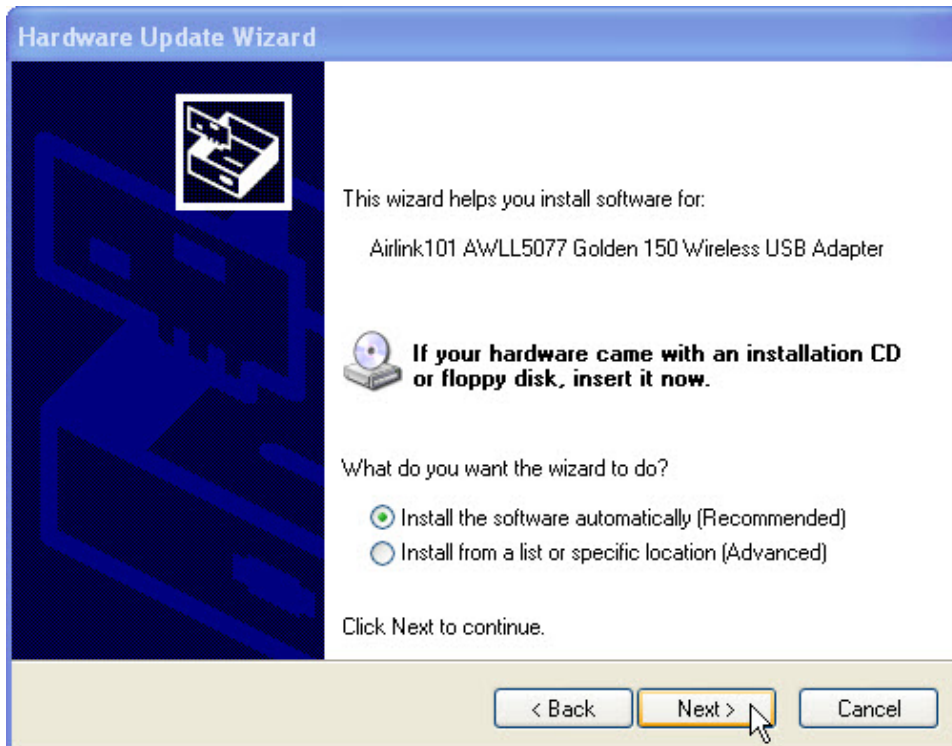 Hardware Update Wizard
This wizard helps you install software for:
Airlink101 AWLL5077 Golden 150 Wireless USB Adapter
If your hardware came with an installation CD
or floppy disk, insert it now.
What do you want the wizard to do?
Install the software automatically (Recommended)
Install from a list or specific location (Advanced)
Click Next to continue.
< Back Next > Cancel